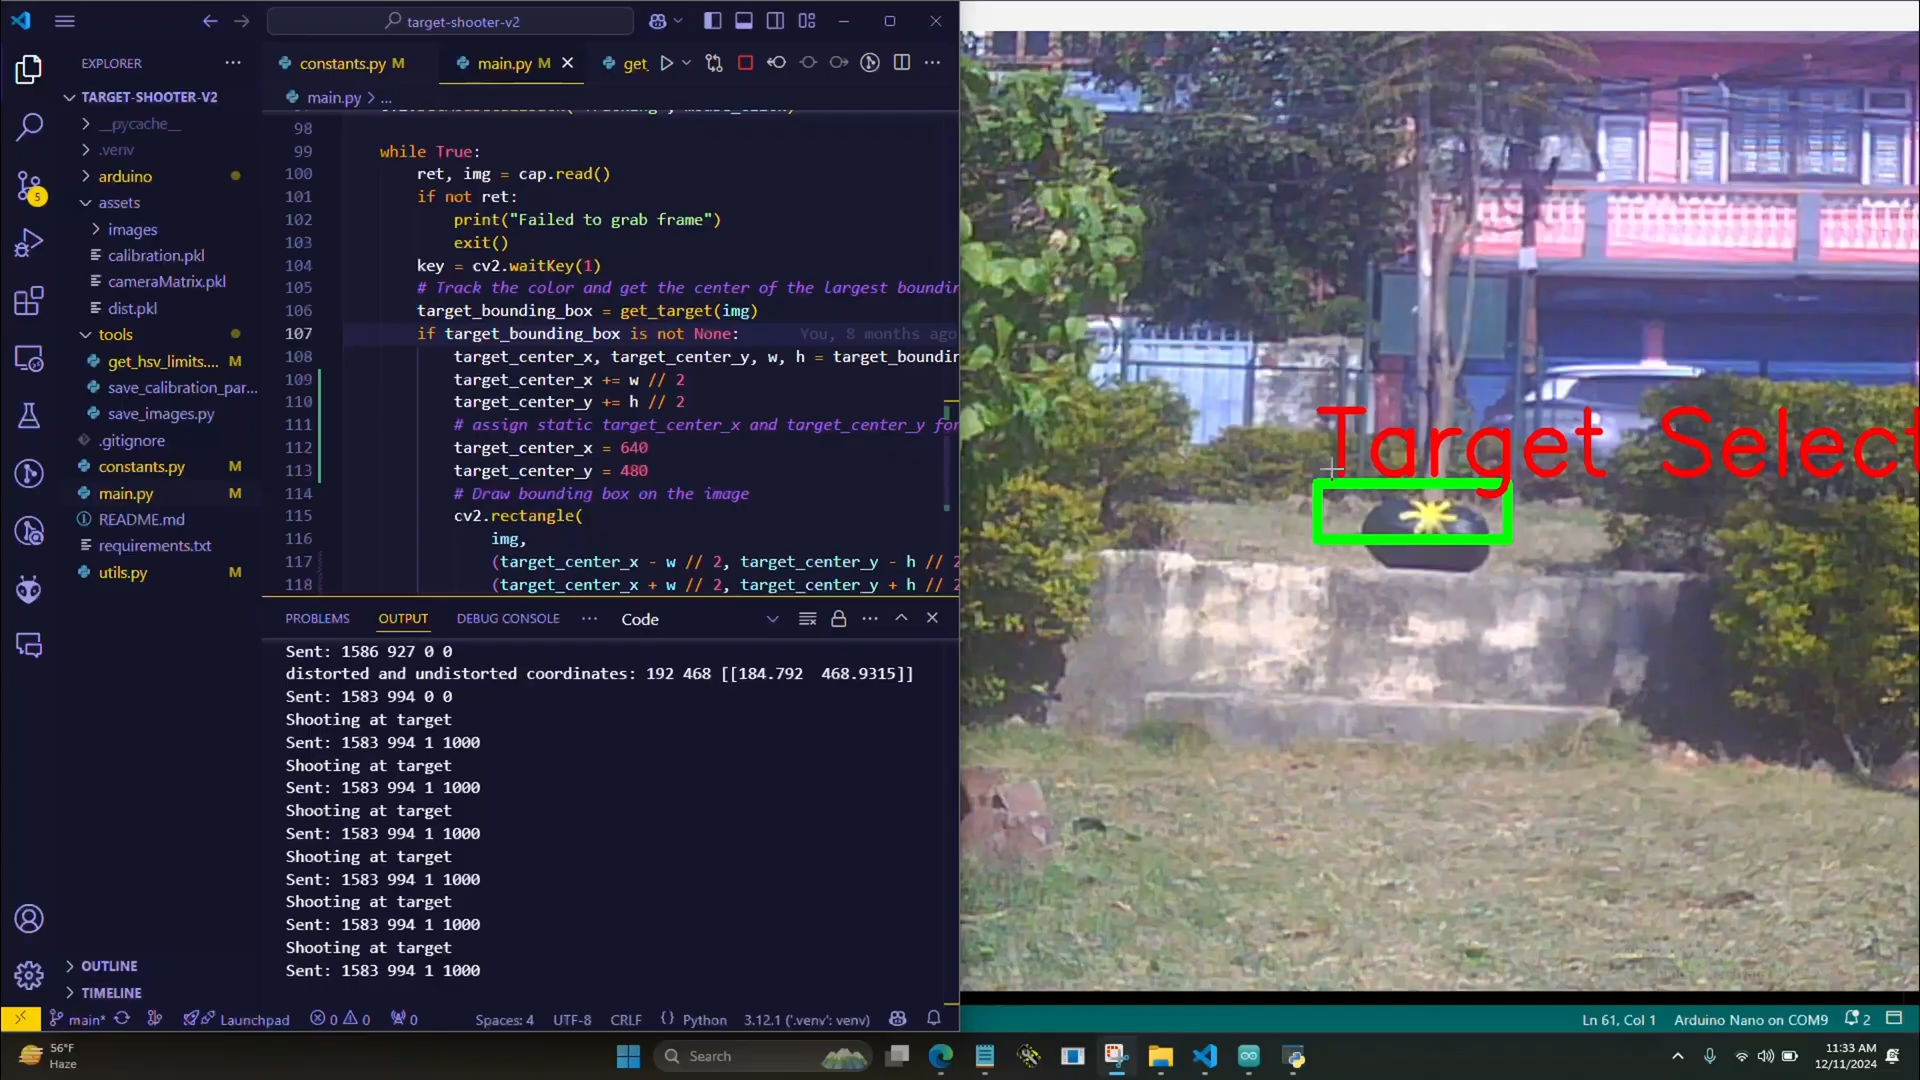 target-shooter-v2
EXPLORER
TARGET-SHOOTER-V2
__pycache__
.venv
arduino
assets
images
calibration.pkl
cameraMatrix.pkl
dist.pkl
tools
get_hsv_limits.... M
save_calibration_par...
save_images.py
.gitignore
constants.py M
main.py M
README.md
requirements.txt
utils.py M
OUTLINE
TIMELINE
5
constants.py M
main.py M
get_
main.py > ...
98
99 while True:
100 ret, img = cap.read()
101 if not ret:
102 print("Failed to grab frame")
103 exit()
104 key = cv2.waitKey(1)
105 # Track the color and get the center of the largest boundin
106 target_bounding_box = get_target(img)
107 if target_bounding_box is not None: You, 8 months ago
108 target_center_x, target_center_y, w, h = target_boundin
109 target_center_x += w // 2
110 target_center_y += h // 2
111 # assign static target_center_x and target_center_y for
112 target_center_x = 640
113 target_center_y = 480
114 # Draw bounding box on the image
115 cv2.rectangle(
116 img,
117 (target_center_x - w // 2, target_center_y - h // 2
118 (target_center_x + w // 2, target_center_y + h // 2
PROBLEMS OUTPUT DEBUG CONSOLE ... Code
Sent: 1586 927 0 0
distorted and undistorted coordinates: 192 468 [[184.792 468.9315]]
Sent: 1583 994 0 0
Shooting at target
Sent: 1583 994 1 1000
Shooting at target
Sent: 1583 994 1 1000
Shooting at target
Sent: 1583 994 1 1000
Shooting at target
Sent: 1583 994 1 1000
Shooting at target
Sent: 1583 994 1 1000
Shooting at target
Sent: 1583 994 1 1000
Target Select
main* Launchpad 0 0 0 Spaces: 4 UTF-8 CRLF {} Python 3.12.1 ('.venv': venv)
Ln 61, Col 1 Arduino Nano on COM9 2
56°F
Haze
Search
11:33 AM
12/11/2024